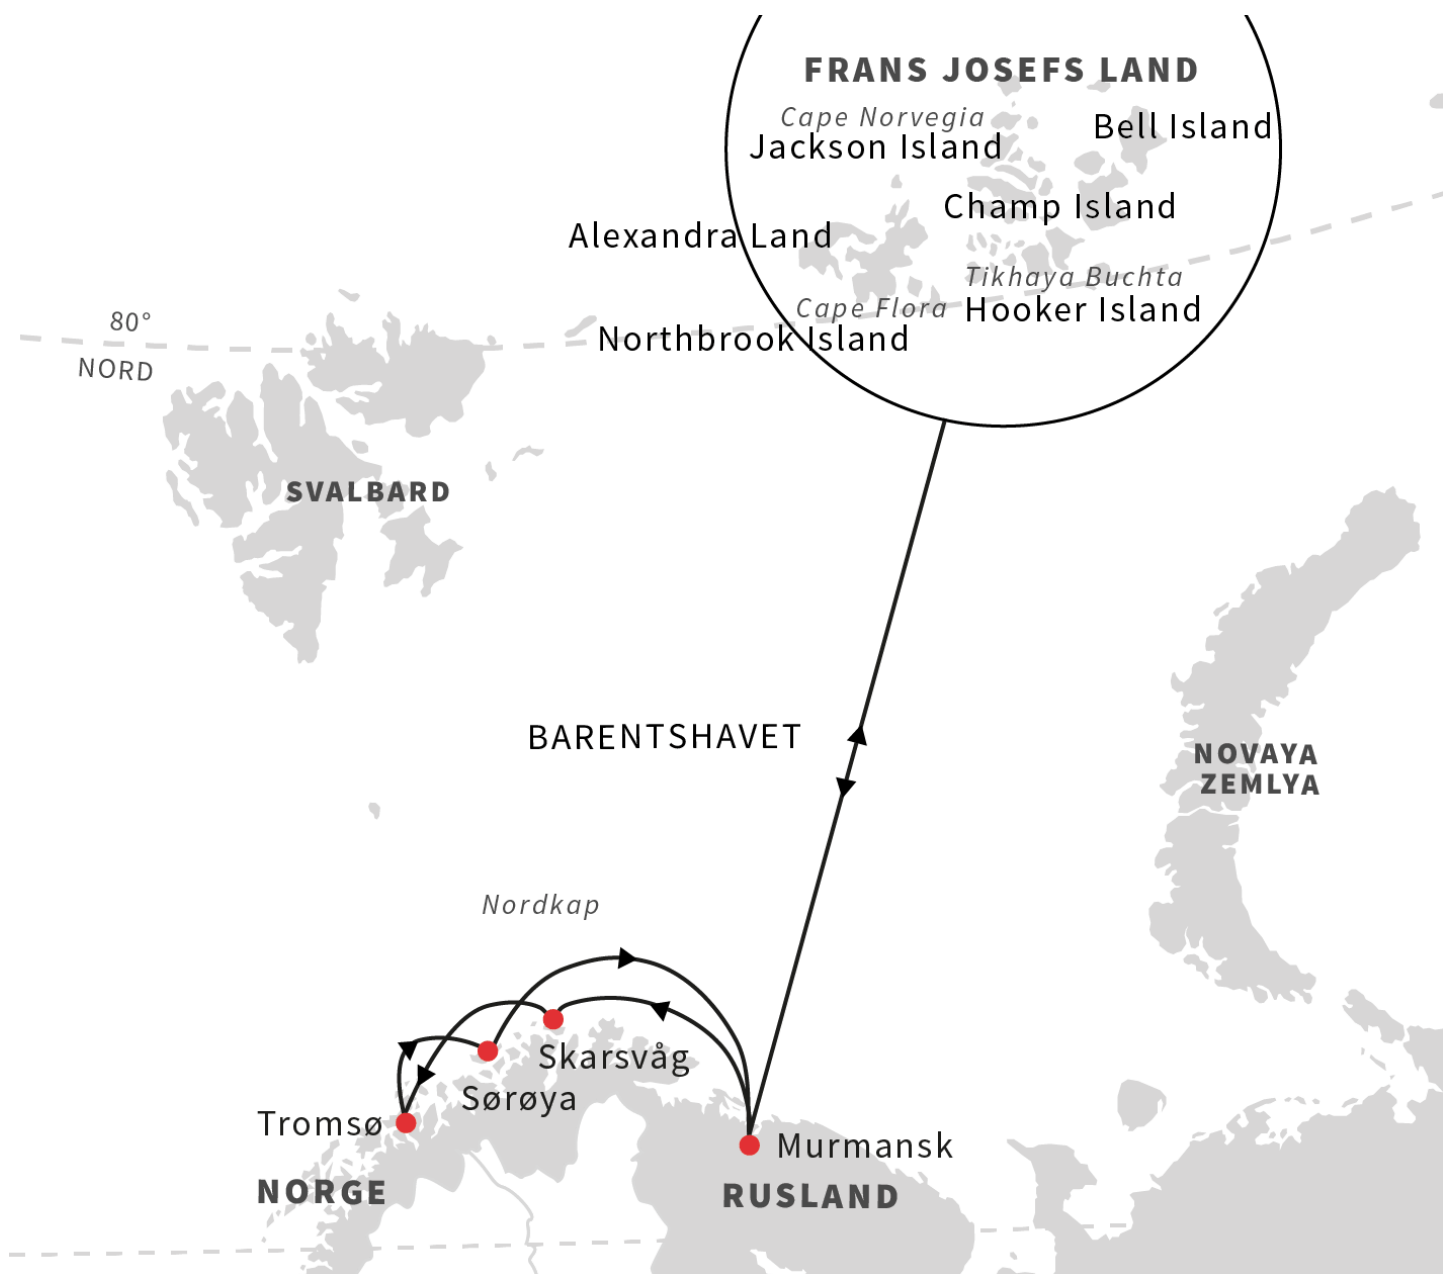 FRANS JOSEFS LAND
Cape Norvegia
Jackson Island
Bell Island
Champ Island
Alexandra Land
Tikhaya Buchta
Hooker Island
Cape Flora
Northbrook Island
80°
NORD
SVALBARD
BARENTSHAVET
NOVAYA
ZEMLYA
Nordkap
Skarsvåg
Sørøya
Tromsø
Murmansk
NORGE
RUSLAND